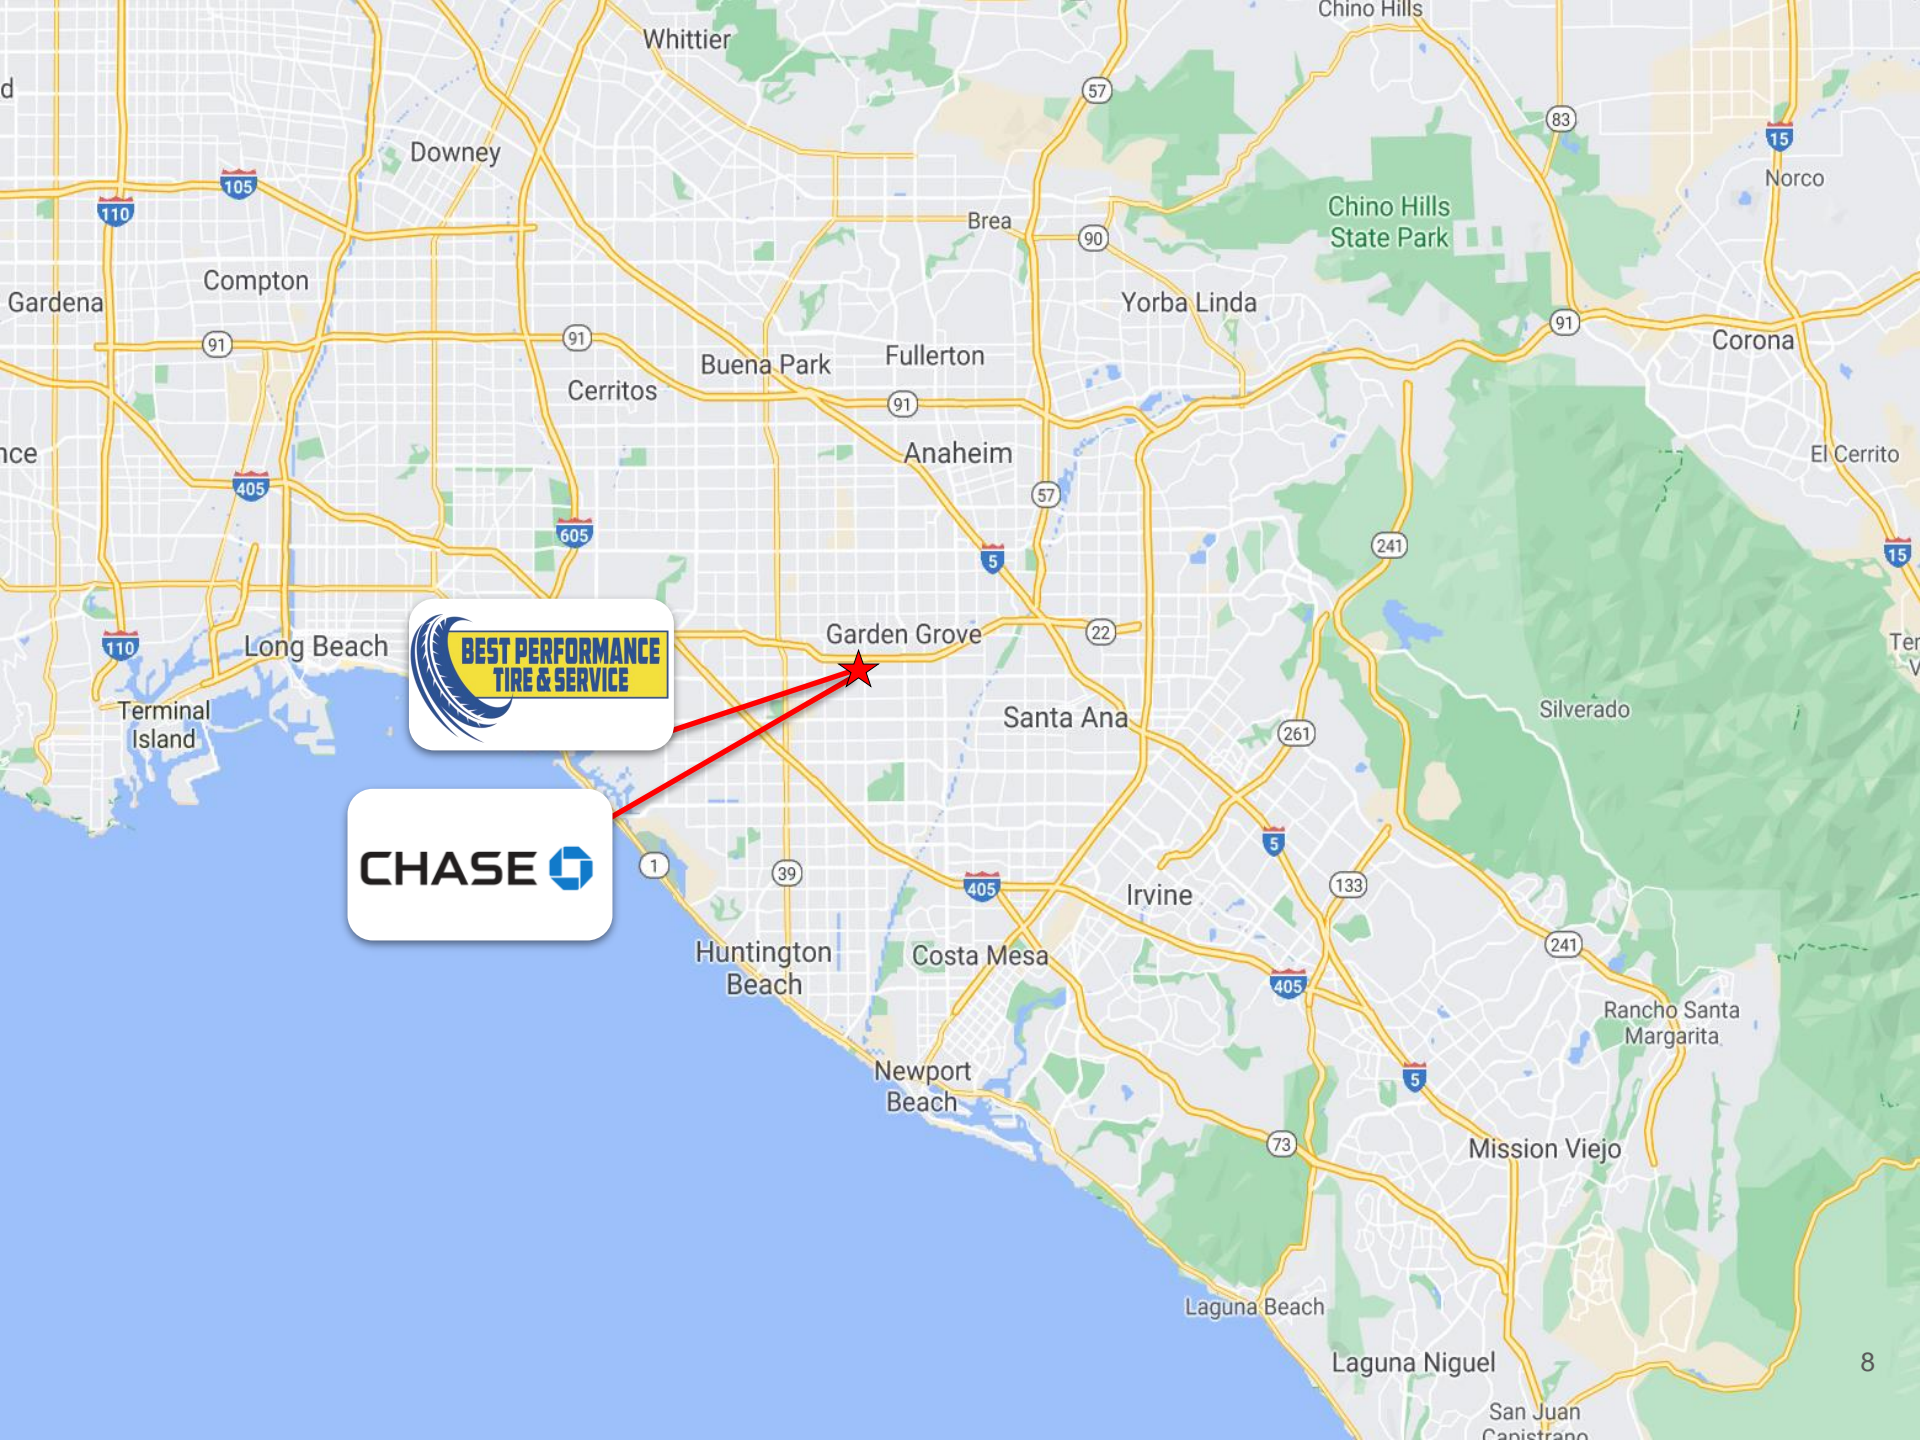 Chino Hills
Whittier
d
57
83
15
Downey
105
110
Norco
Chino Hills
State Park
Brea
90
Compton
Gardena
Yorba Linda
91
91
91
Corona
Buena Park
Fullerton
Cerritos
91
Anaheim
nce
El Cerrito
405
57
605
5
241
15
22
Garden Grove
110
Long Beach
BEST PERFORMANCE
TIRE & SERVICE
Ter
V
Terminal
Island
Santa Ana
Silverado
261
CHASE
1
39
5
405
Irvine
133
Huntington
Beach
Costa Mesa
241
405
Rancho Santa
Margarita
Newport
Beach
5
73
Mission Viejo
Laguna Beach
Laguna Niguel
8
San Juan
Capistrano